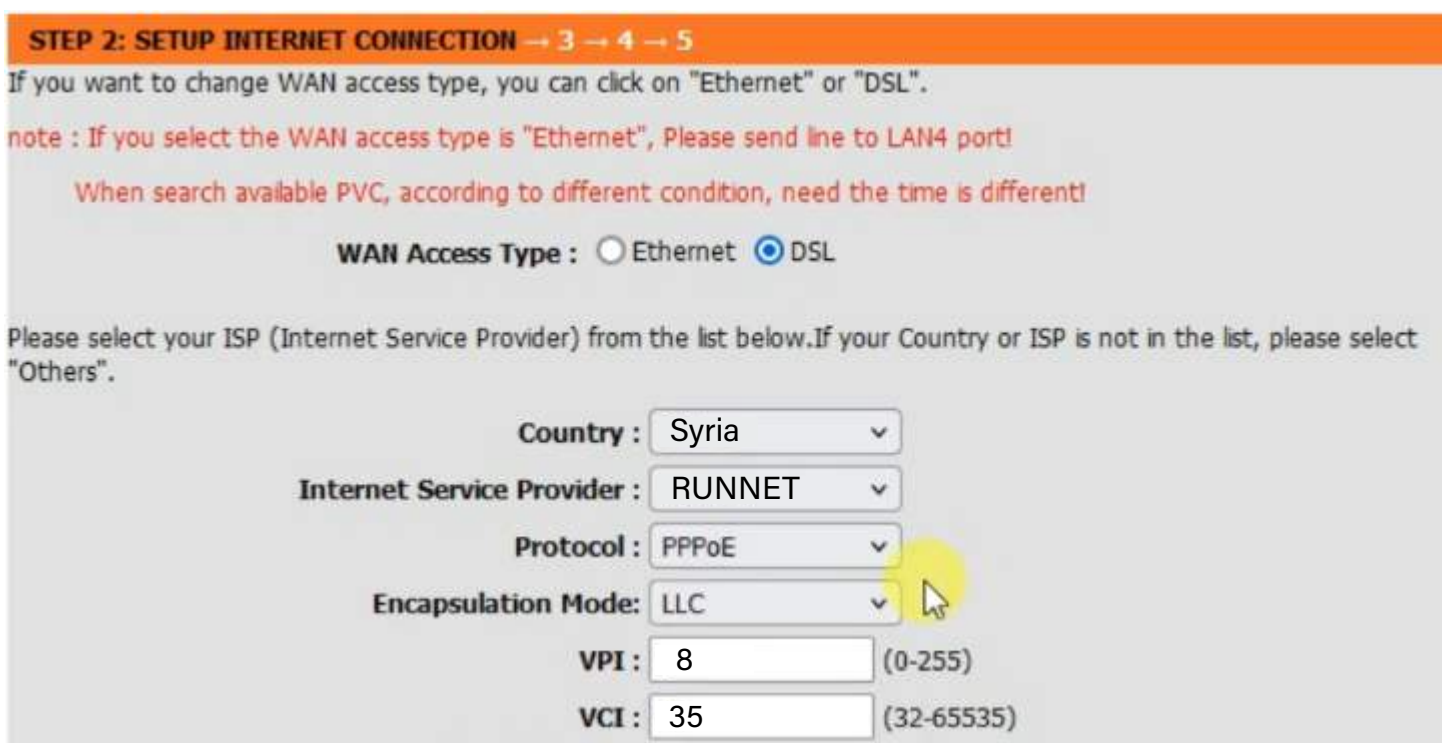 STEP 2: SETUP INTERNET CONNECTION → 3 → 4 → 5
If you want to change WAN access type, you can click on "Ethernet" or "DSL".
note : If you select the WAN access type is "Ethernet", Please send line to LAN4 port!
When search available PVC, according to different condition, need the time is different!
WAN Access Type : Ethernet DSL
Please select your ISP (Internet Service Provider) from the list below.If your Country or ISP is not in the list, please select
"Others".
Country : Syria
Internet Service Provider : RUNNET
Protocol : PPPoE
Encapsulation Mode: LLC
VPI : 8 (0-255)
VCI : 35 (32-65535)